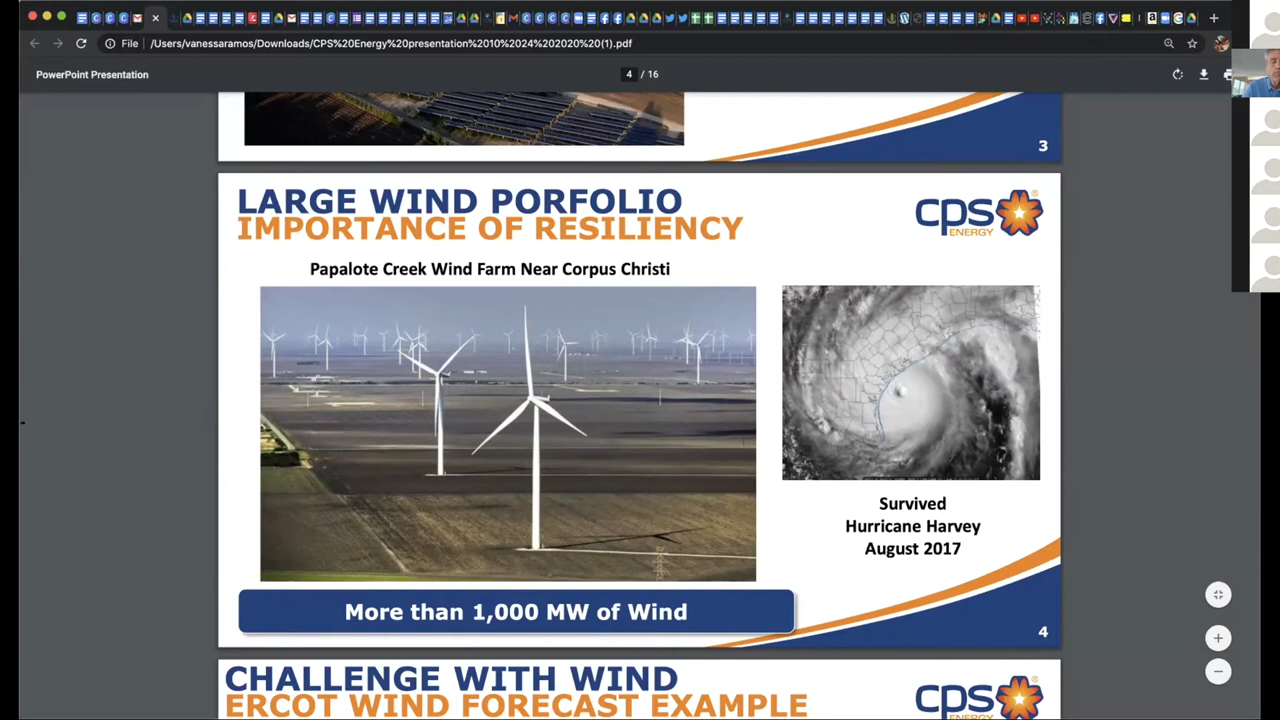 File | /Users/vanessaramos/Downloads/CPS%20Energy%20presentation%2010%2024%202020%20(1).pdf
PowerPoint Presentation
4 / 16
3
LARGE WIND PORFOLIO
IMPORTANCE OF RESILIENCY
cps
ENERGY
Papalote Creek Wind Farm Near Corpus Christi
Survived
Hurricane Harvey
August 2017
More than 1,000 MW of Wind
4
CHALLENGE WITH WIND
ERCOT WIND FORECAST EXAMPLE
cps